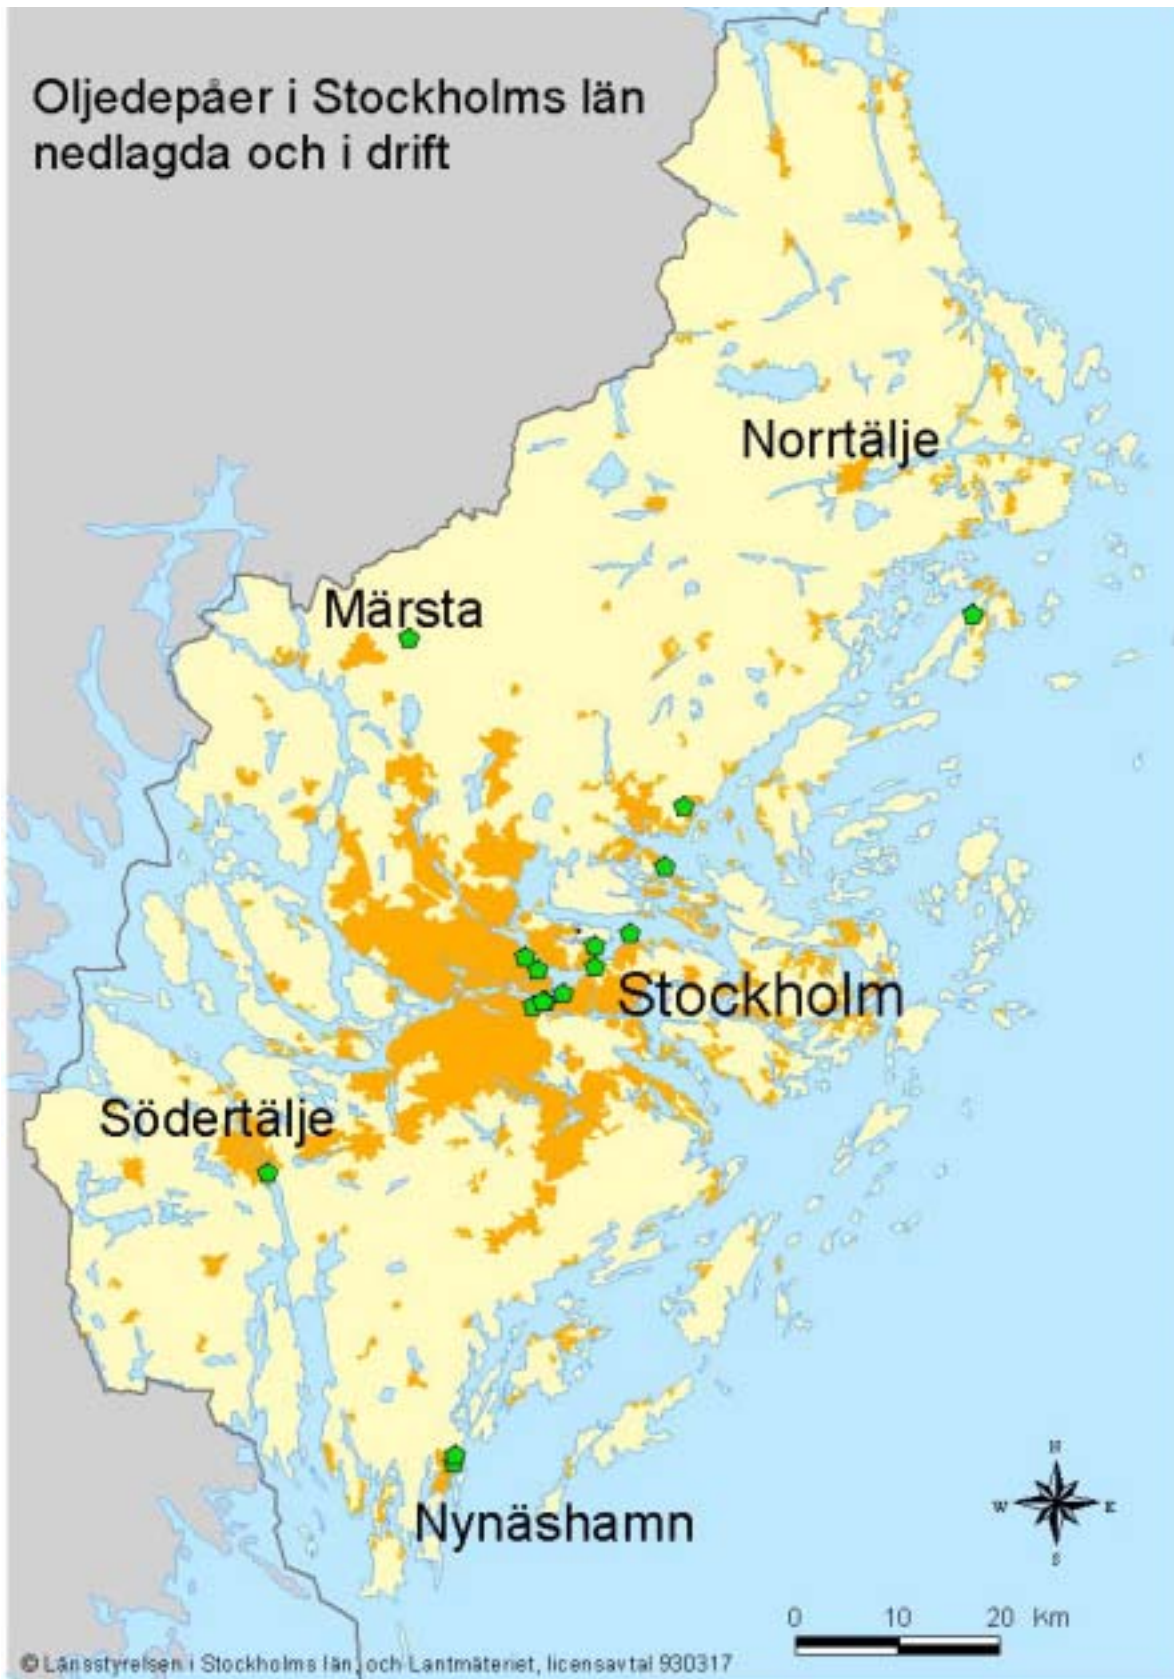 Oljedepåer i Stockholms län
nedlagda och i drift
Norrtälje
Märsta
Stockholm
Södertälje
Nynäshamn
N
W E
S
0 10 20 Km
© Länsstyrelsen i Stockholms län, och Lantmäteriet, licensavtal 930317